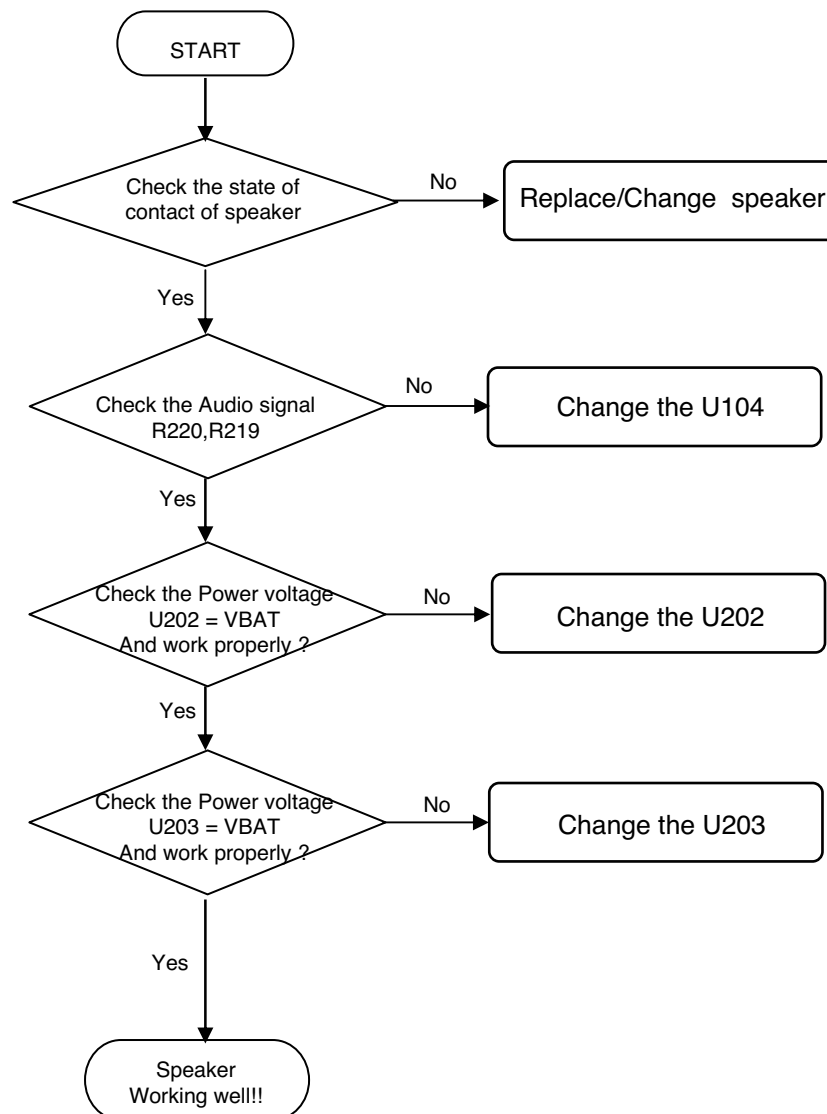 START
Check the state of
contact of speaker
No
Replace/Change speaker
Yes
Check the Audio signal
R220,R219
No
Change the U104
Yes
Check the Power voltage
U202 = VBAT
And work properly ?
No
Change the U202
Yes
Check the Power voltage
U203 = VBAT
And work properly ?
No
Change the U203
Yes
Speaker
Working well!!